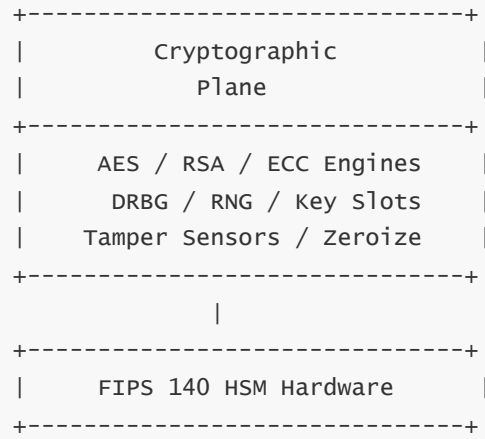 +-------------------------------+
|         Cryptographic          |
|            Plane               |
+-------------------------------+
|     AES / RSA / ECC Engines    |
|      DRBG / RNG / Key Slots    |
|    Tamper Sensors / Zeroize    |
+-------------------------------+
              |
+-------------------------------+
|     FIPS 140 HSM Hardware      |
+-------------------------------+